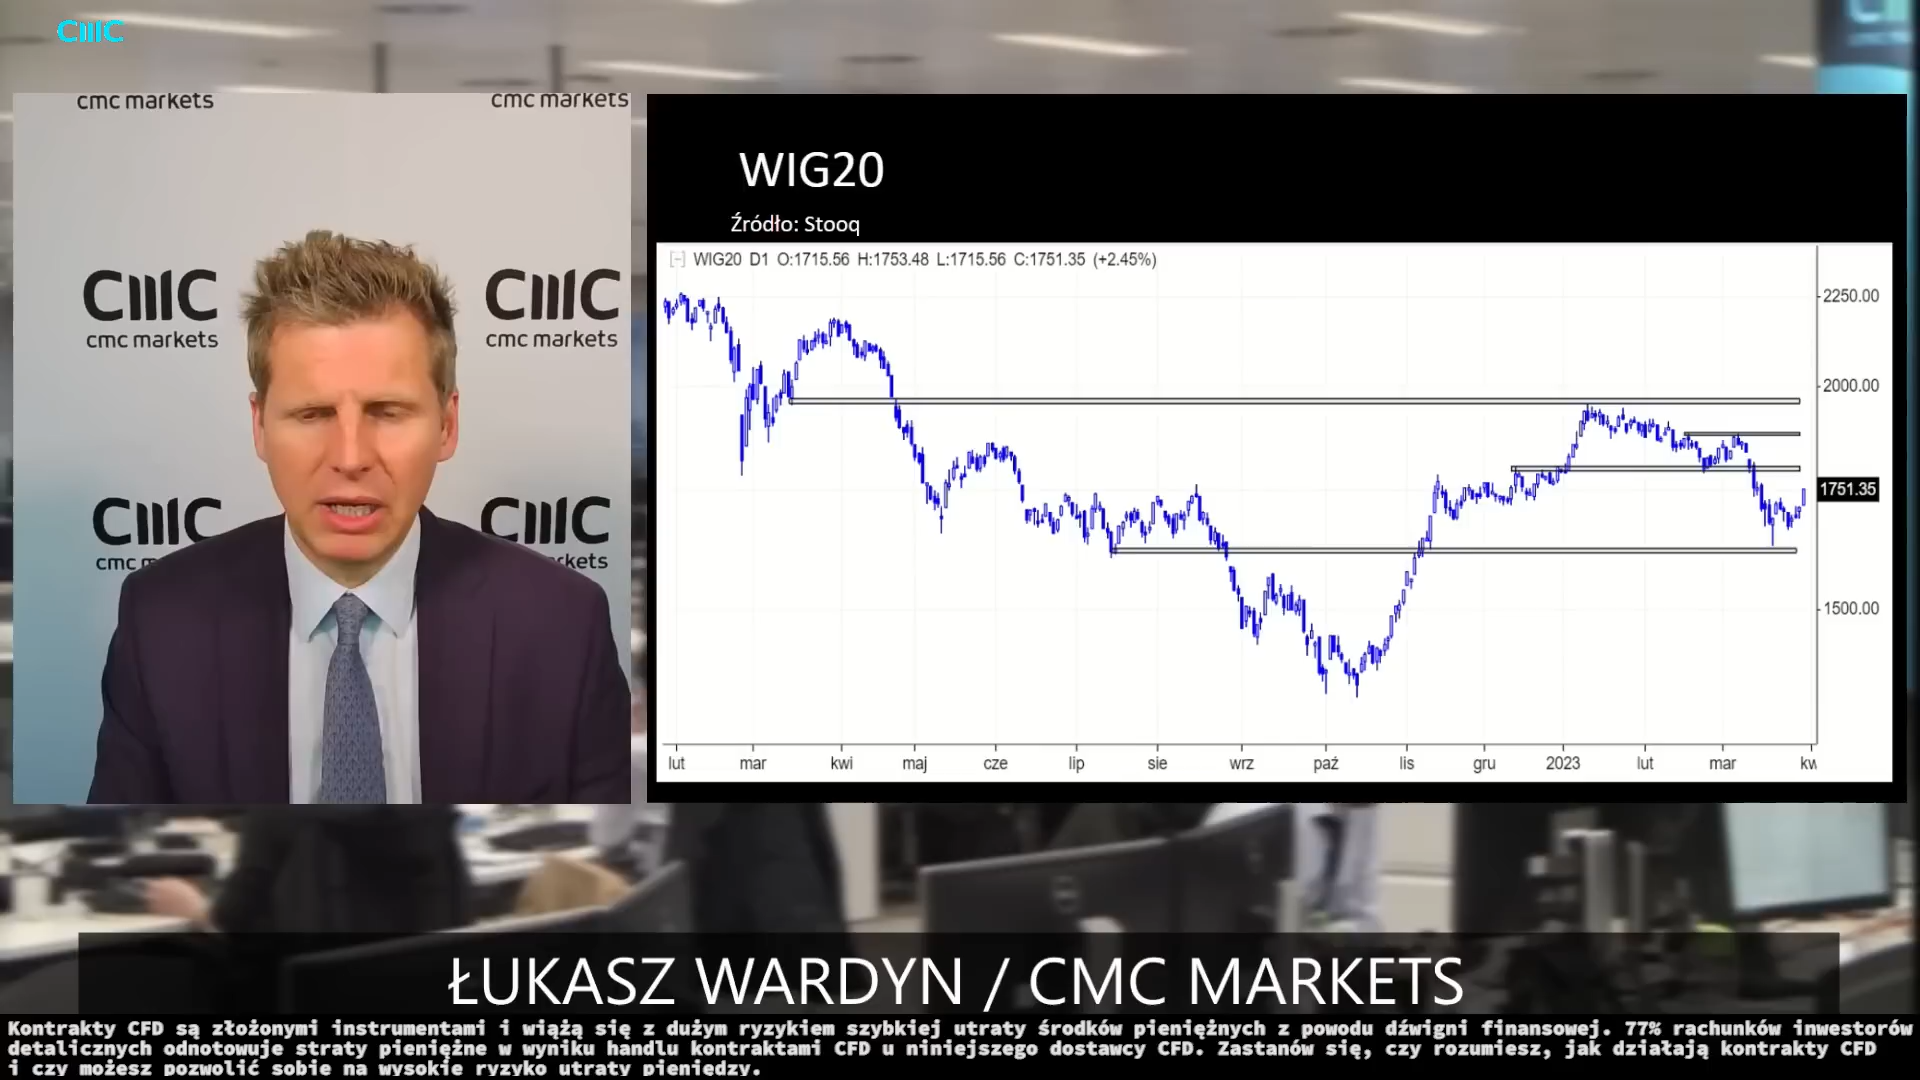 CMC
cmc markets
cmc markets
CMC
cmc markets
CMC
cmc markets
CMC
cmc
CMC
WIG20
Źródło: Stooq
WIG20 D1 O:1715.56 H:1753.48 L:1715.56 C:1751.35 (+2.45%)
2250.00
2000.00
1751.35
1500.00
lut mar kwi maj cze lip sie wrz paź lis gru 2023 lut mar kw
ŁUKASZ WARDYN / CMC MARKETS
Kontrakty CFD są złożonymi instrumentami i wiążą się z dużym ryzykiem szybkiej utraty środków pieniężnych z powodu dźwigni finansowej. 77% rachunków inwestorów
detalicznych odnotowuje straty pieniężne w wyniku handlu kontraktami CFD u niniejszego dostawcy CFD. Zastanów się, czy rozumiesz, jak działają kontrakty CFD
i czy możesz pozwolić sobie na wysokie ryzyko utraty pieniędzy.